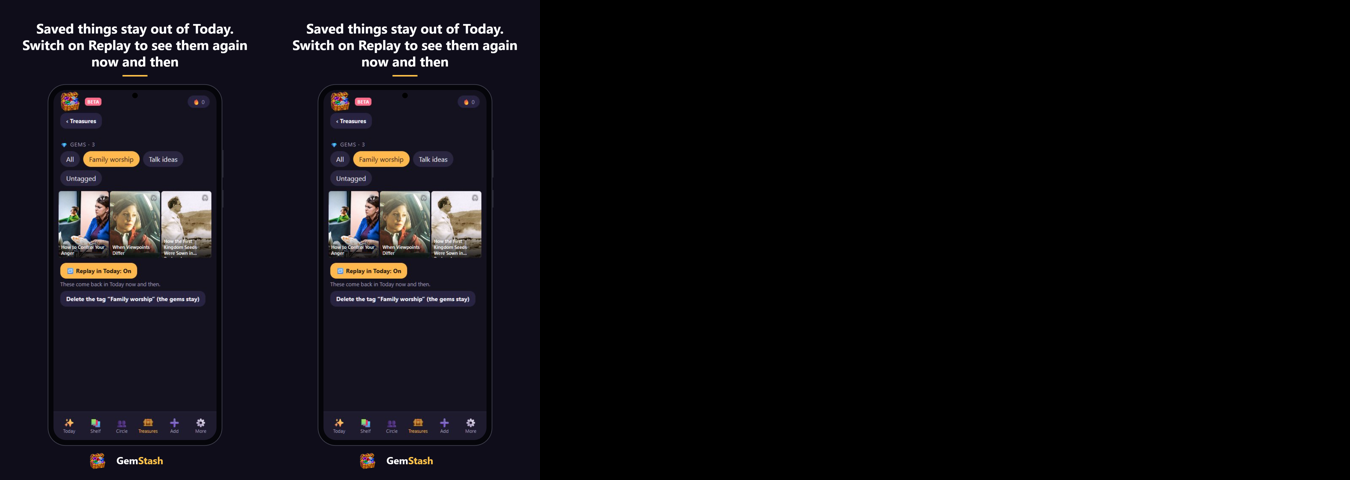 Saved things stay out of Today.
Switch on Replay to see them again
now and then
BETA
🔥 0
‹ Treasures
💎 GEMS · 3
All
Family worship
Talk ideas
Untagged
How to Control Your
Anger
When Viewpoints
Differ
How the First
Kingdom Seeds
Were Sown in...
Replay in Today: On
These come back in Today now and then.
Delete the tag "Family worship" (the gems stay)
Today
Shelf
Circle
Treasures
Add
More
GemStash
Saved things stay out of Today.
Switch on Replay to see them again
now and then
BETA
🔥 0
‹ Treasures
💎 GEMS · 3
All
Family worship
Talk ideas
Untagged
How to Control Your
Anger
When Viewpoints
Differ
How the First
Kingdom Seeds
Were Sown in...
Replay in Today: On
These come back in Today now and then.
Delete the tag "Family worship" (the gems stay)
Today
Shelf
Circle
Treasures
Add
More
GemStash